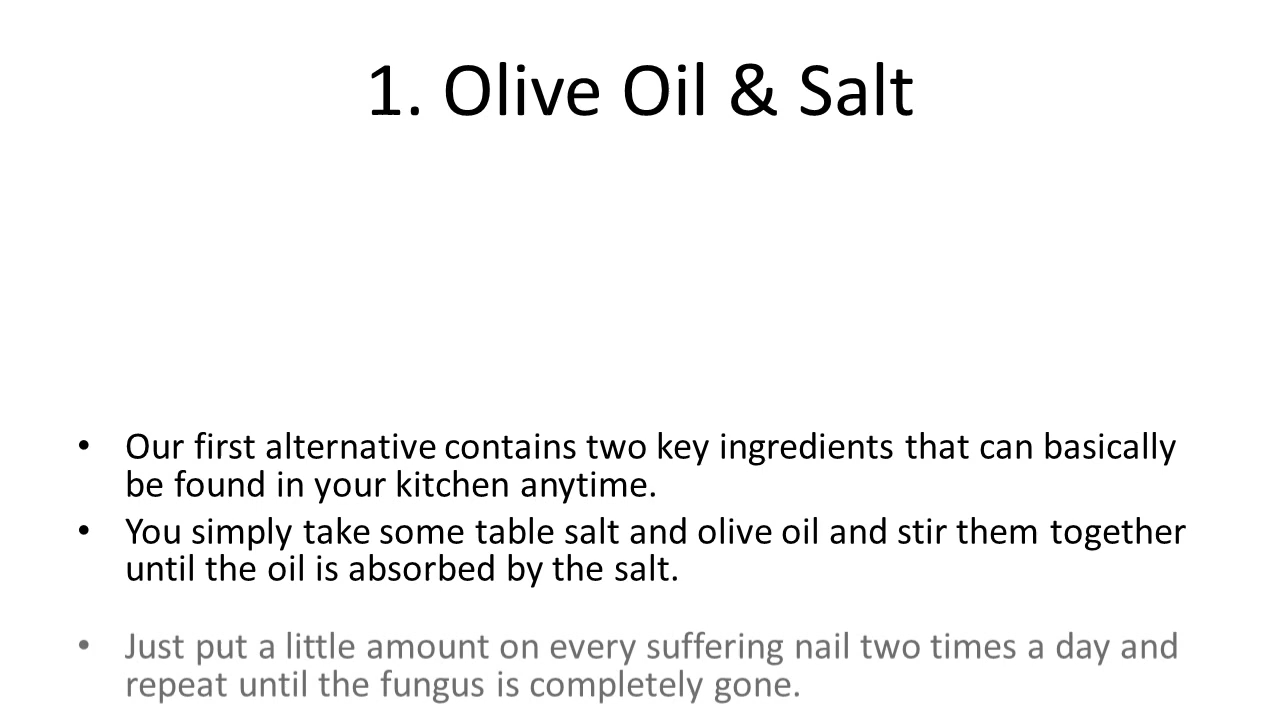 1. Olive Oil & Salt
• Our first alternative contains two key ingredients that can basically
be found in your kitchen anytime.
• You simply take some table salt and olive oil and stir them together
until the oil is absorbed by the salt.
• Just put a little amount on every suffering nail two times a day and
repeat until the fungus is completely gone.